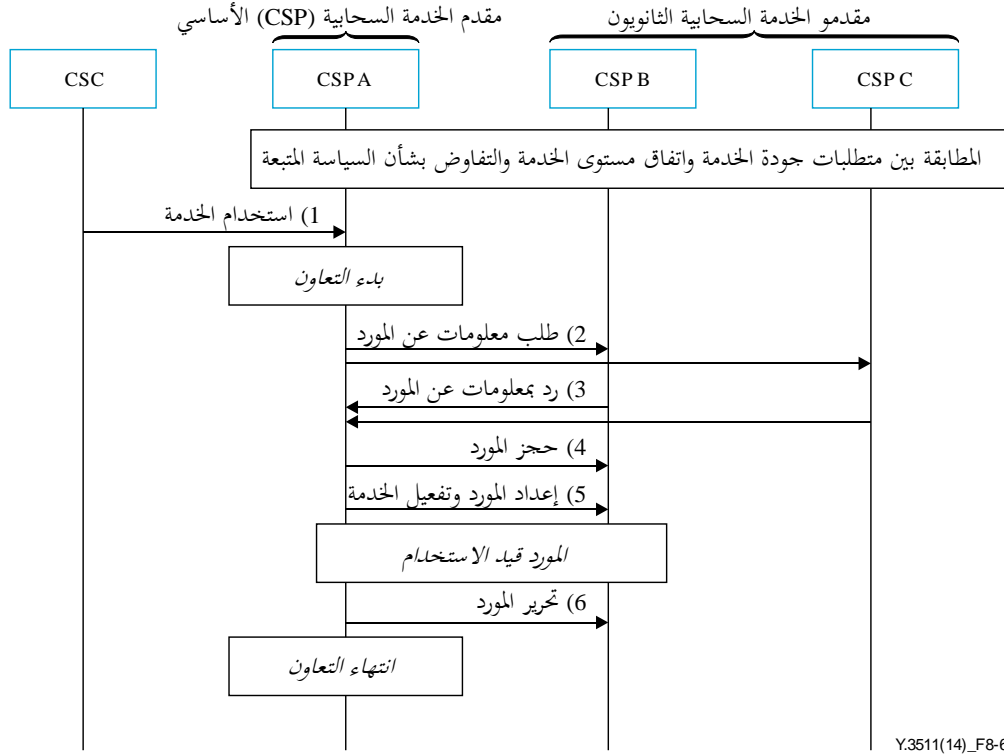 مقدمو الخدمة السحابية الثانويون
مقدم الخدمة السحابية (CSP) الأساسي
CSC
CSP A
CSP B
CSP C
المطابقة بين متطلبات جودة الخدمة واتفاق مستوى الخدمة والتفاوض بشأن السياسة المتبعة
1) استخدام الخدمة
بدء التعاون
2) طلب معلومات عن المورد
3) رد بمعلومات عن المورد
4) حجز المورد
5) إعداد المورد وتفعيل الخدمة
المورد قيد الاستخدام
6) تحرير المورد
انتهاء التعاون
Y.3511(14)_F8-6